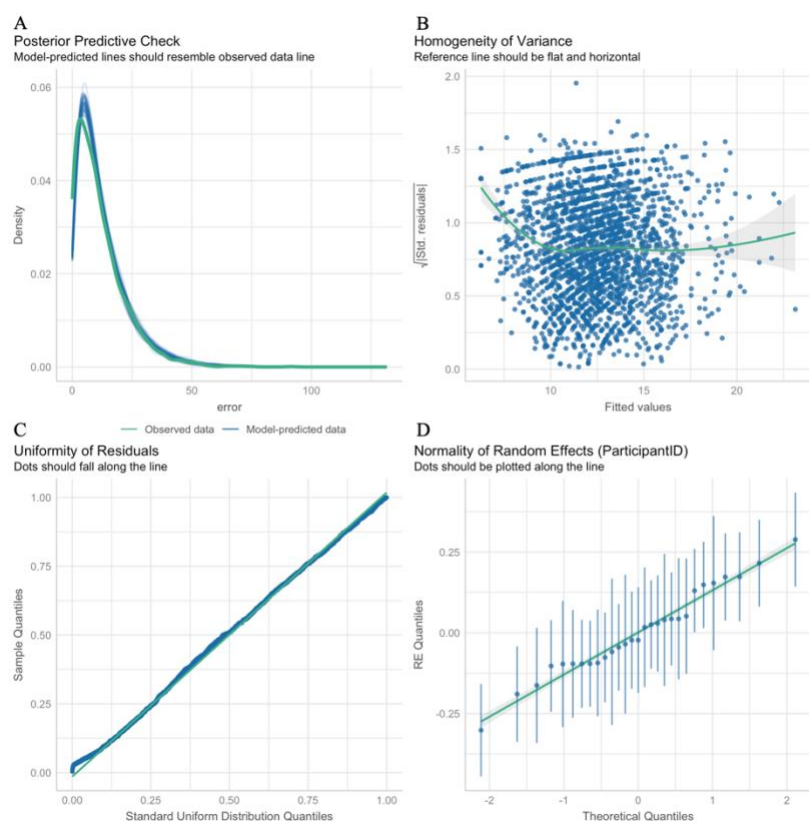 A
Posterior Predictive Check
Model-predicted lines should resemble observed data line
0.06
0.04
0.02
0.00
Density
0
50
100
error
Observed data
Model-predicted data
B
Homogeneity of Variance
Reference line should be flat and horizontal
2.0
1.5
1.0
0.5
0.0
√|Std. residuals|
10
15
20
Fitted values
C
Uniformity of Residuals
Dots should fall along the line
1.00
0.75
0.50
0.25
0.00
Sample Quantiles
0.00
0.25
0.50
0.75
1.00
Standard Uniform Distribution Quantiles
D
Normality of Random Effects (ParticipantID)
Dots should be plotted along the line
0.25
0.00
-0.25
RE Quantiles
-2
-1
0
1
2
Theoretical Quantiles